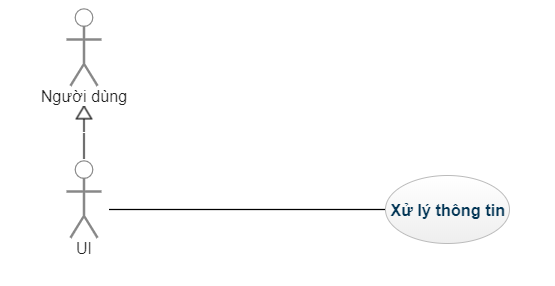 Người dùng
UI
Xử lý thông tin